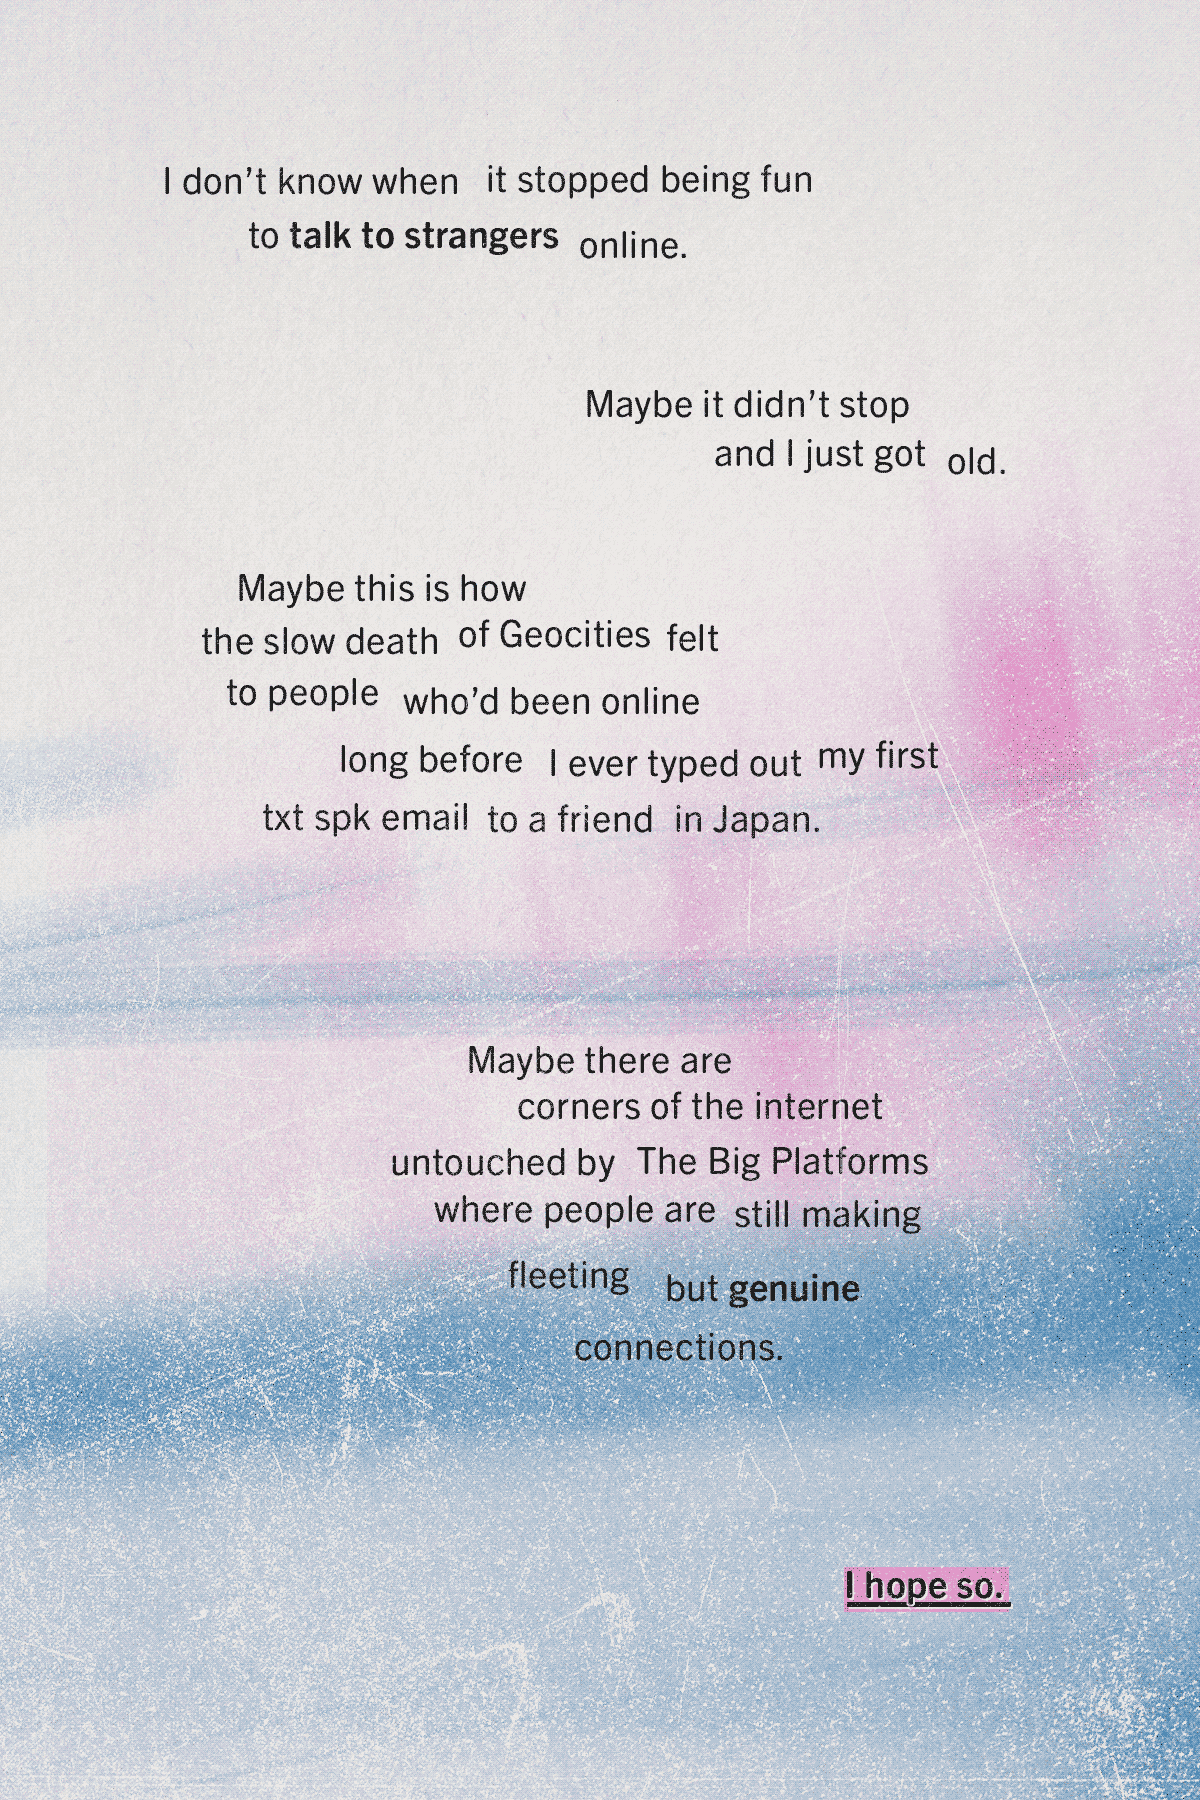 I don’t know when it stopped being fun
to talk to strangers online.
Maybe it didn’t stop
and I just got old.
Maybe this is how
the slow death of Geocities felt
to people who’d been online
long before I ever typed out my first
txt spk email to a friend in Japan.
Maybe there are
corners of the internet
untouched by The Big Platforms
where people are still making
fleeting but genuine
connections.
I hope so.